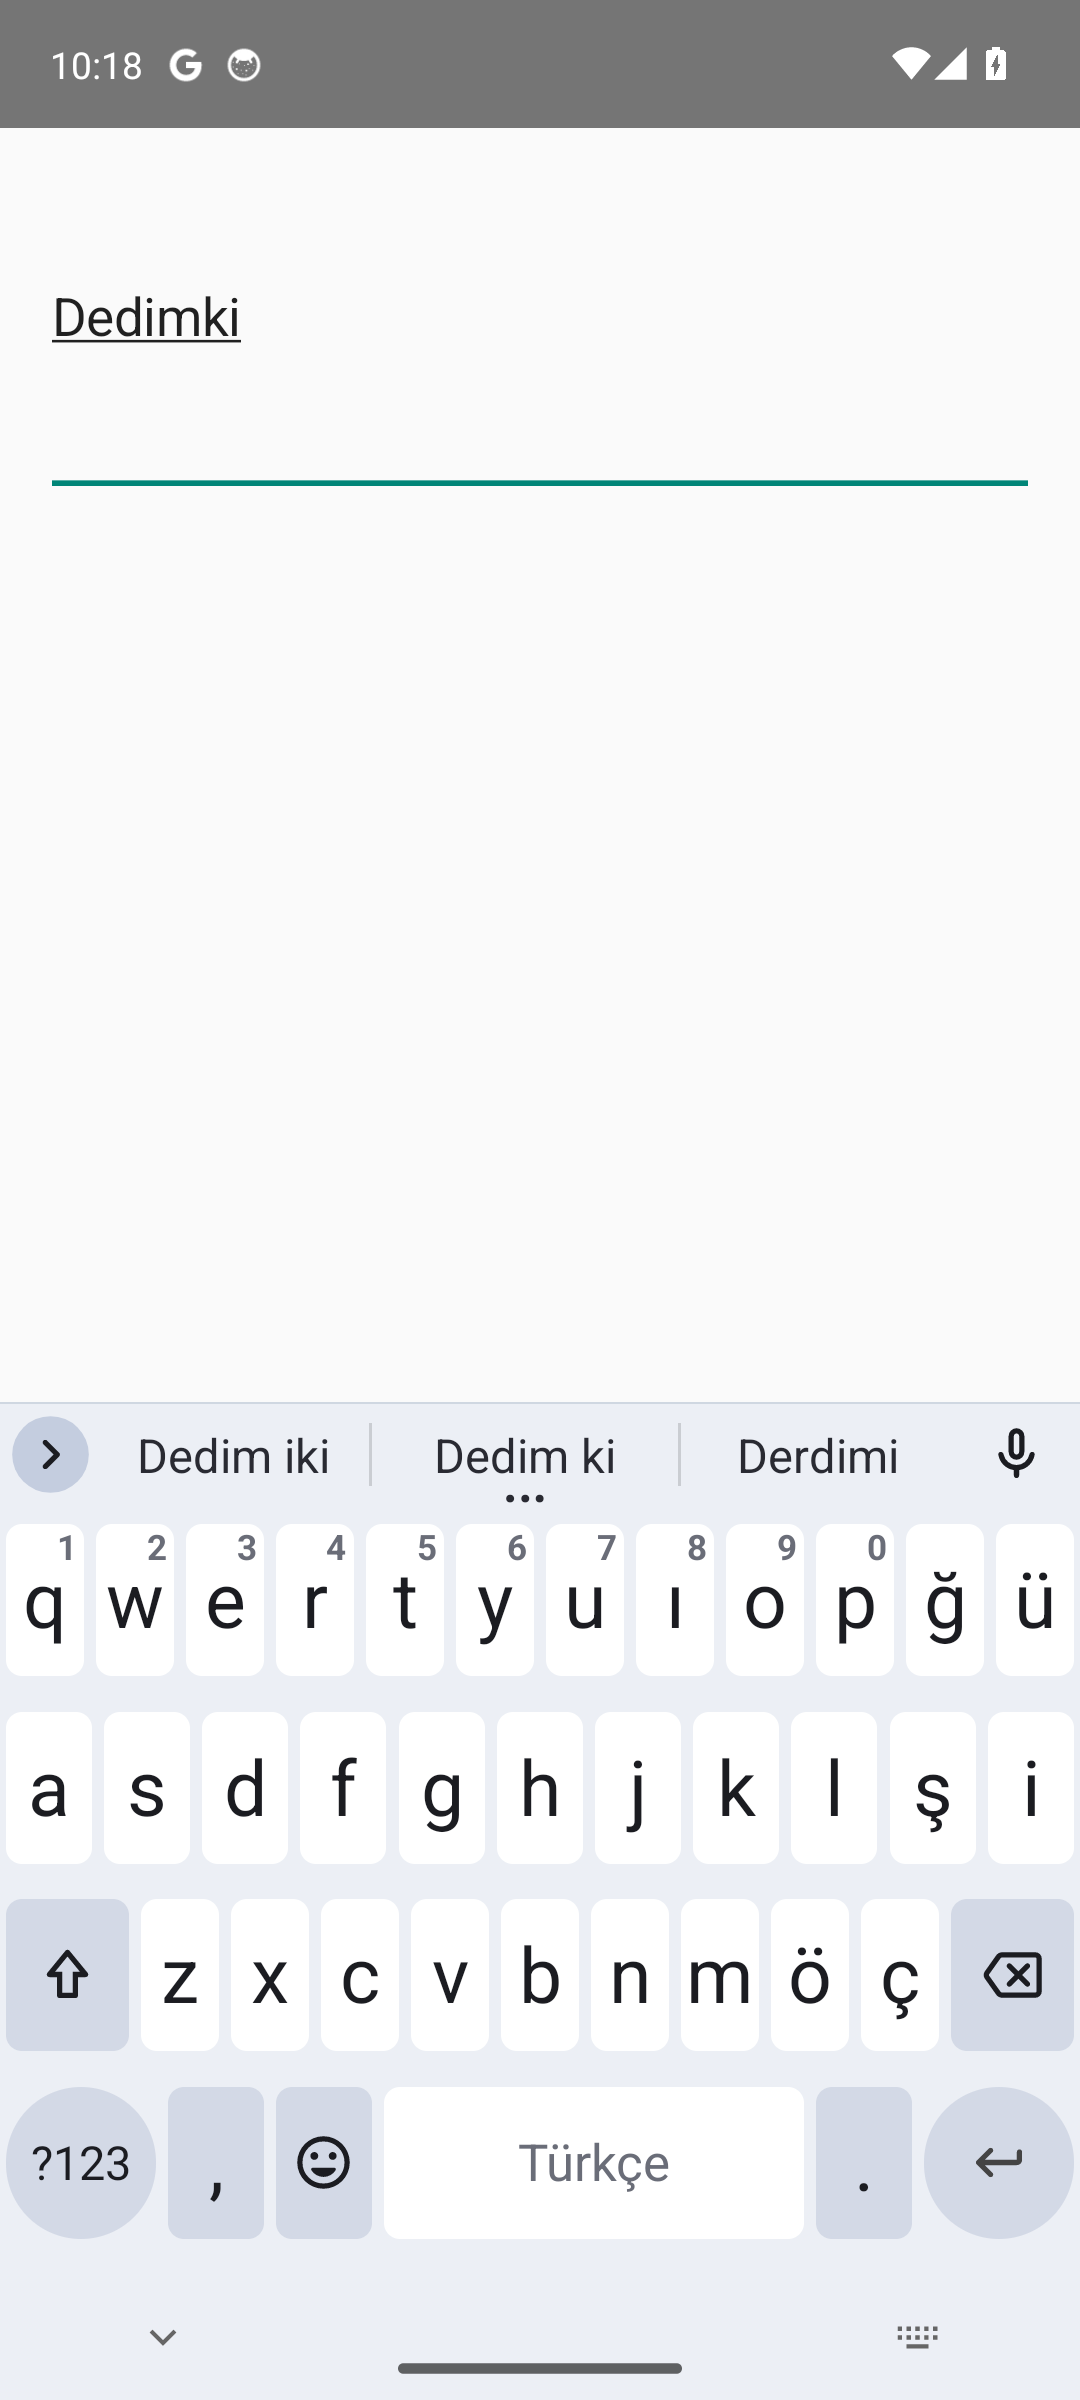 10:18
Dedimki
Dedim iki
Dedim ki
Derdimi
1 2 3 4 5 6 7 8 9 0
q w e r t y u ı o p ğ ü
a s d f g h j k l ş i
z x c v b n m ö ç
?123 , Türkçe .